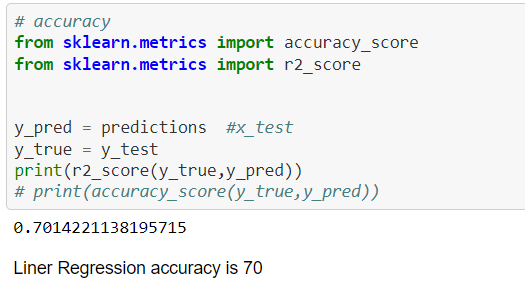 # accuracy
from sklearn.metrics import accuracy_score
from sklearn.metrics import r2_score
y_pred = predictions  #x_test
y_true = y_test
print(r2_score(y_true,y_pred))
# print(accuracy_score(y_true,y_pred))
0.7014221138195715
Liner Regression accuracy is 70